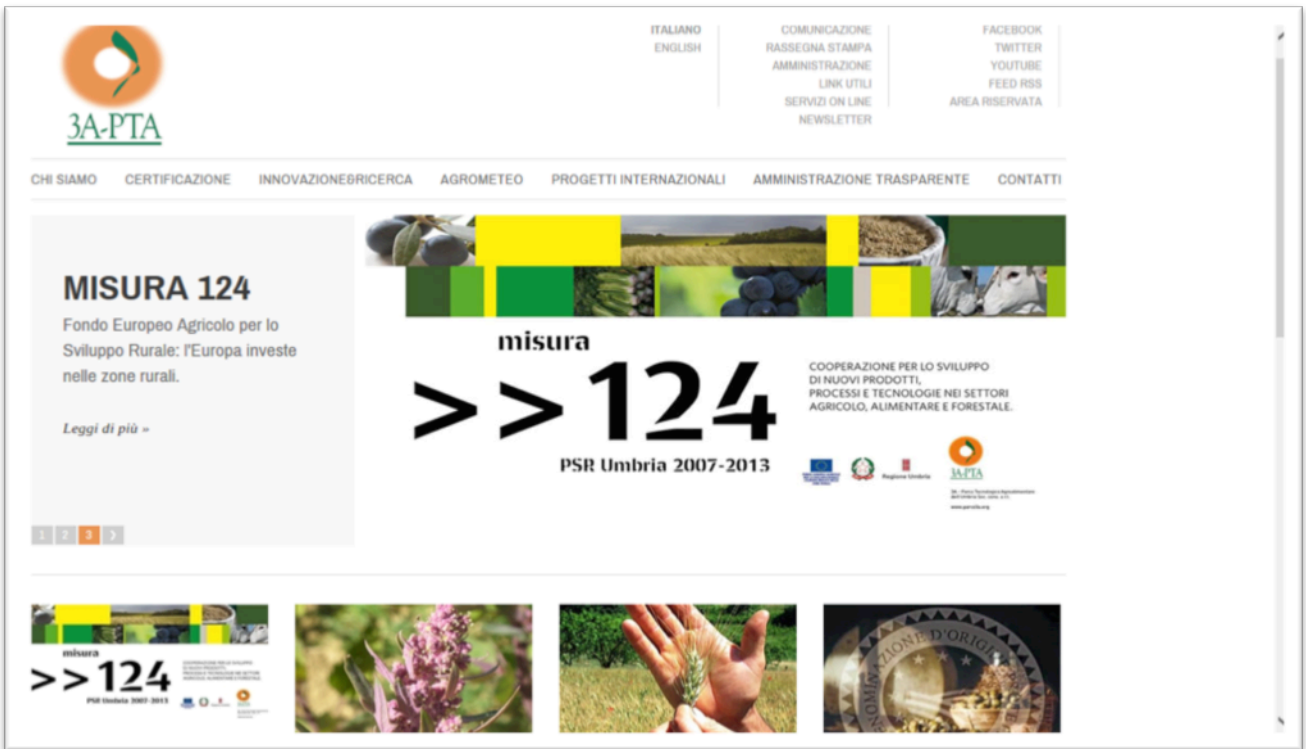 3A-PTA
ITALIANO
ENGLISH
COMUNICAZIONE
RASSEGNA STAMPA
AMMINISTRAZIONE
LINK UTILI
SERVIZI ON LINE
NEWSLETTER
FACEBOOK
TWITTER
YOUTUBE
FEED RSS
AREA RISERVATA
CHI SIAMO CERTIFICAZIONE INNOVAZIONE&RICERCA AGROMETEO PROGETTI INTERNAZIONALI AMMINISTRAZIONE TRASPARENTE CONTATTI
MISURA 124
Fondo Europeo Agricolo per lo
Sviluppo Rurale: l'Europa investe
nelle zone rurali.
Leggi di più »
1 2 3 ❯
misura
>>124
PSR Umbria 2007-2013
COOPERAZIONE PER LO SVILUPPO
DI NUOVI PRODOTTI,
PROCESSI E TECNOLOGIE NEI SETTORI
AGRICOLO, ALIMENTARE E FORESTALE.
Regione Umbria
3A-PTA
misura
>>124
PSR Umbria 2007-2013